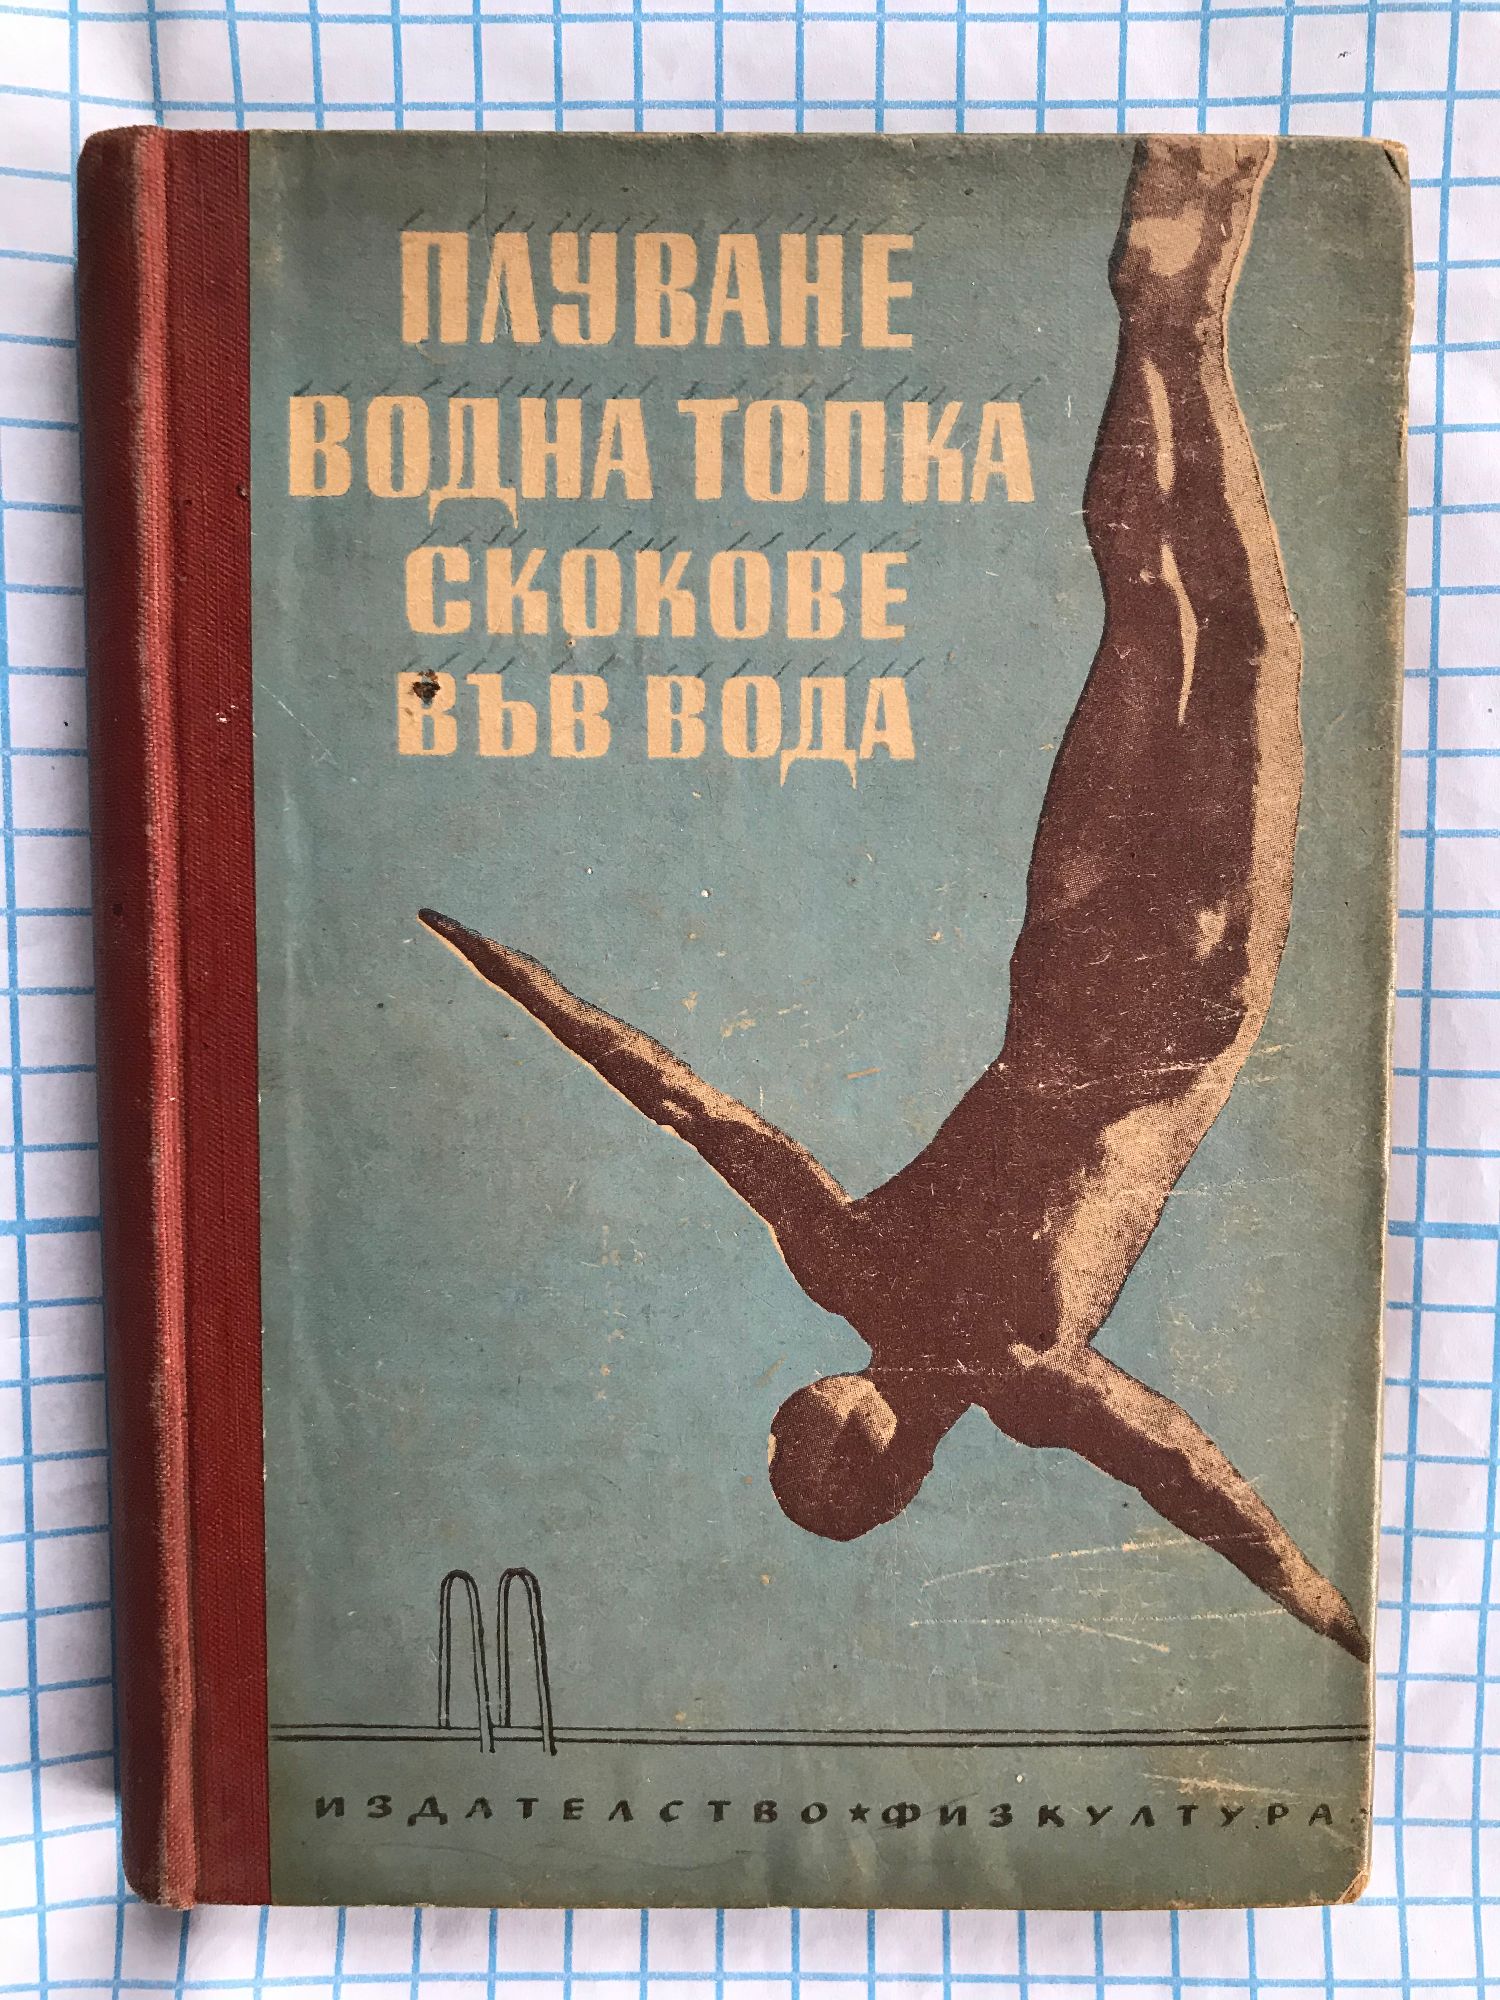 ПЛУВАНЕ
ВОДНА ТОПКА
СКОКОВЕ
ВЪВ ВОДА
ИЗДАТЕЛСТВО★ФИЗКУЛТУРА